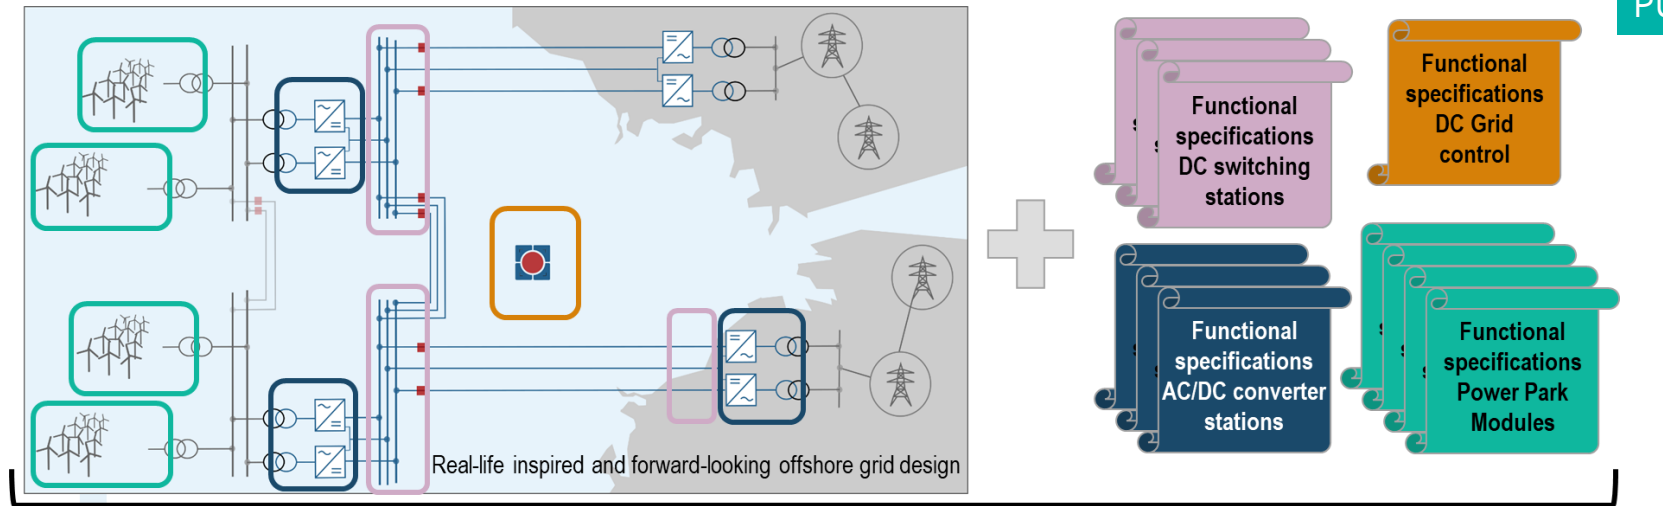 PU
Functional
specifications
DC switching
stations
Functional
specifications
DC Grid
control
Functional
specifications
AC/DC converter
stations
Functional
specifications
Power Park
Modules
Real-life inspired and forward-looking offshore grid design